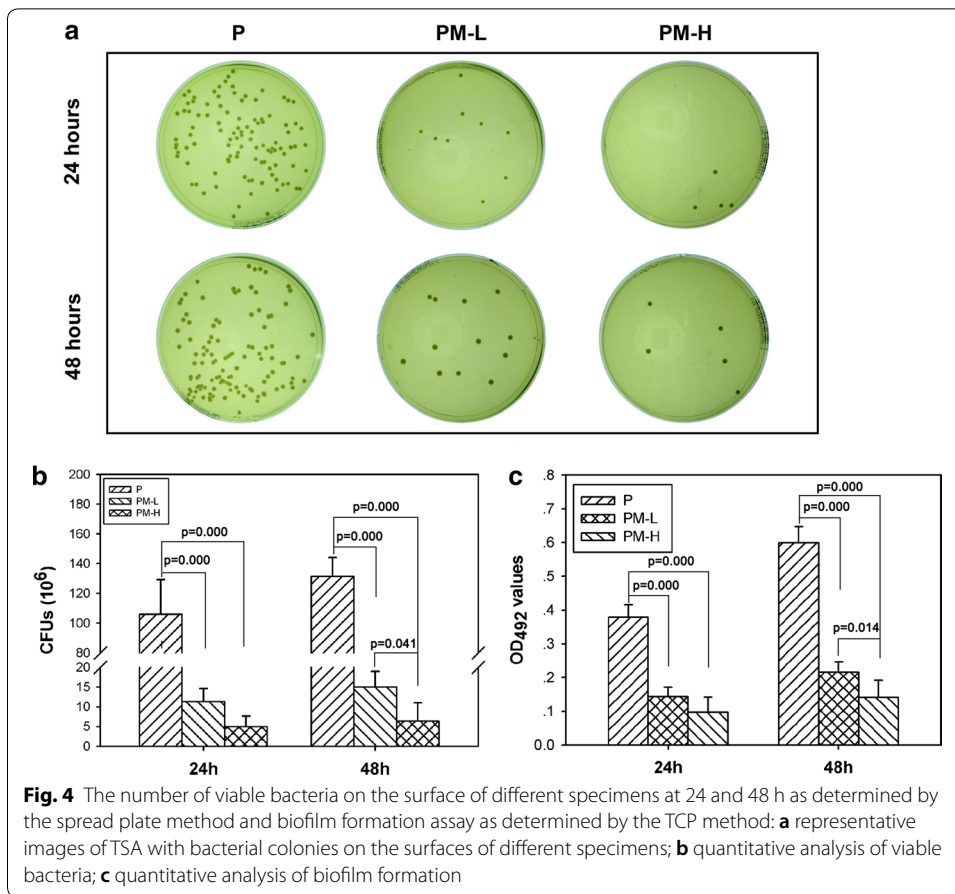 a
P PM-L PM-H
24 hours
48 hours
b
200
180
160
140
120
100
80
20
15
10
5
0
CFUs (10⁶)
P
PM-L
PM-H
p=0.000
p=0.000
p=0.000
p=0.000
p=0.041
24h 48h
c
.8
.7
.6
.5
.4
.3
.2
.1
0.0
OD492 values
P
PM-L
PM-H
p=0.000
p=0.000
p=0.000
p=0.000
p=0.014
24h 48h
Fig. 4 The number of viable bacteria on the surface of different specimens at 24 and 48 h as determined by
the spread plate method and biofilm formation assay as determined by the TCP method: a representative
images of TSA with bacterial colonies on the surfaces of different specimens; b quantitative analysis of viable
bacteria; c quantitative analysis of biofilm formation